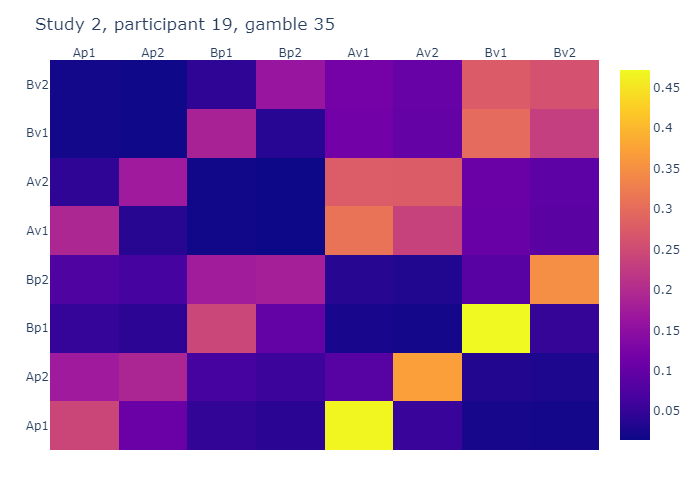 Study 2, participant 19, gamble 35
Ap1 Ap2 Bp1 Bp2 Av1 Av2 Bv1 Bv2
Bv2
Bv1
Av2
Av1
Bp2
Bp1
Ap2
Ap1
0.45
0.4
0.35
0.3
0.25
0.2
0.15
0.1
0.05